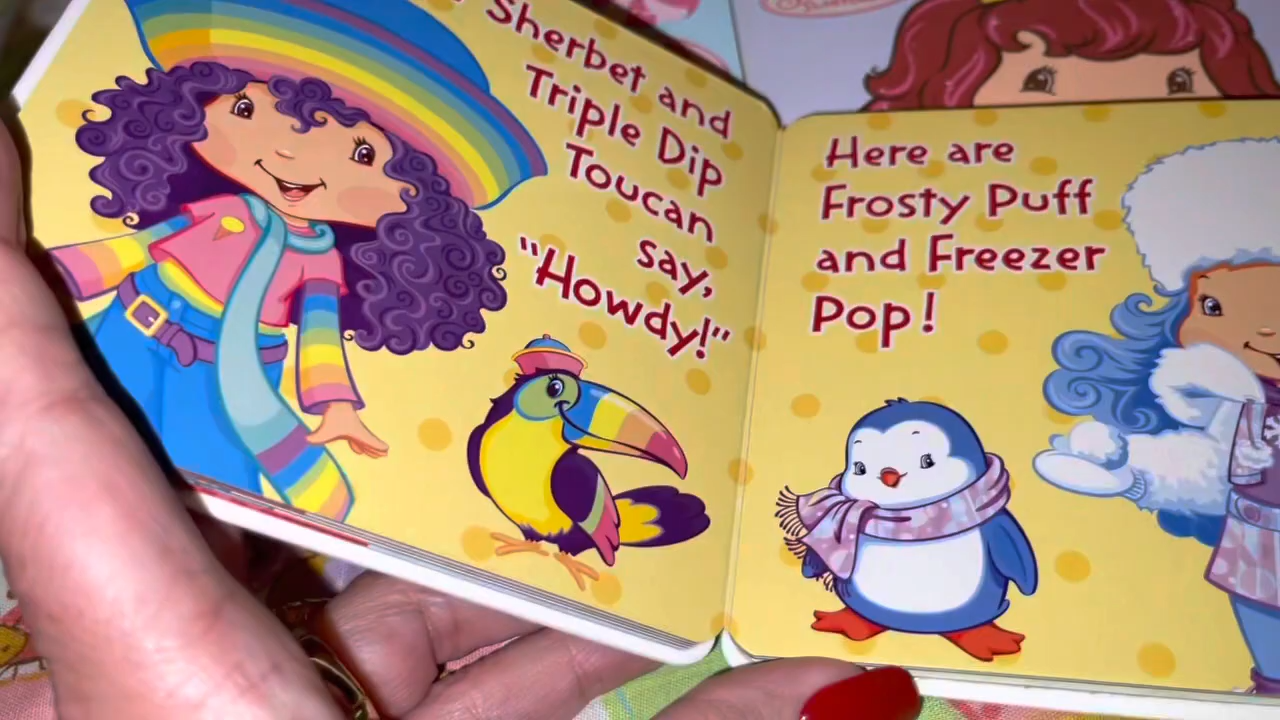 Sherbet and
Triple Dip
Toucan
say,
"Howdy!"
Here are
Frosty Puff
and Freezer
Pop!